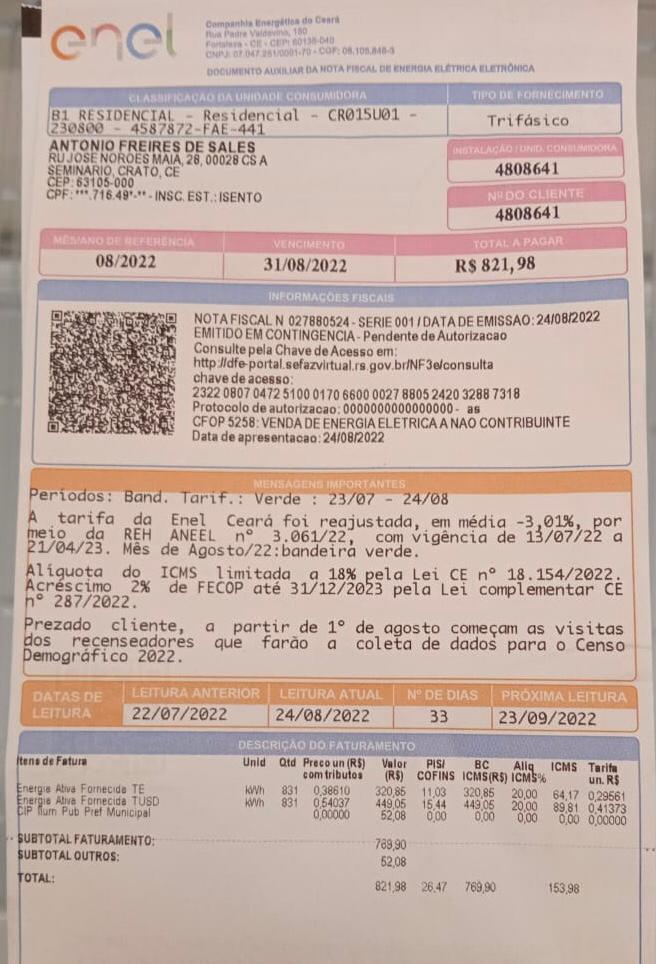 enel
Companhia Energética do Ceará
Rua Padre Valdevino, 150
Fortaleza - CE - CEP: 60135-040
CNPJ: 07.047.251/0001-70 - CGF: 06.105.848-3
DOCUMENTO AUXILIAR DA NOTA FISCAL DE ENERGIA ELÉTRICA ELETRÔNICA
CLASSIFICAÇÃO DA UNIDADE CONSUMIDORA
TIPO DE FORNECIMENTO
B1 RESIDENCIAL - Residencial - CR015U01 -
230800 - 4587872-FAE-441
Trifásico
ANTONIO FREIRES DE SALES
RU JOSE NOROES MAIA, 28, 00028 CS A
SEMINARIO, CRATO, CE
CEP: 63105-000
CPF: ***.716.49*-** - INSC. EST.: ISENTO
INSTALAÇÃO / UNID. CONSUMIDORA
4808641
Nº DO CLIENTE
4808641
MÊS/ANO DE REFERÊNCIA VENCIMENTO TOTAL A PAGAR
08/2022 31/08/2022 R$ 821,98
INFORMAÇÕES FISCAIS
NOTA FISCAL N 027880524 - SERIE 001 / DATA DE EMISSAO: 24/08/2022
EMITIDO EM CONTINGENCIA - Pendente de Autorizacao
Consulte pela Chave de Acesso em:
http://dfe-portal.sefazvirtual.rs.gov.br/NF3e/consulta
chave de acesso:
2322 0807 0472 5100 0170 6600 0027 8805 2420 3288 7318
Protocolo de autorizacao: 0000000000000000 - as
CFOP 5258: VENDA DE ENERGIA ELETRICA A NAO CONTRIBUINTE
Data de apresentacao: 24/08/2022
MENSAGENS IMPORTANTES
Períodos: Band. Tarif.: Verde : 23/07 - 24/08
A tarifa da Enel Ceará foi reajustada, em média -3,01%, por
meio da REH ANEEL nº 3.061/22, com vigência de 13/07/22 a
21/04/23. Mês de Agosto/22:bandeira verde.
Alíquota do ICMS limitada a 18% pela Lei CE nº 18.154/2022.
Acréscimo 2% de FECOP até 31/12/2023 pela Lei complementar CE
nº 287/2022.
Prezado cliente, a partir de 1º de agosto começam as visitas
dos recenseadores que farão a coleta de dados para o Censo
Demográfico 2022.
DATAS DE LEITURA
LEITURA ANTERIOR LEITURA ATUAL Nº DE DIAS PRÓXIMA LEITURA
22/07/2022 24/08/2022 33 23/09/2022
DESCRIÇÃO DO FATURAMENTO
Itens de Fatura Unid Qtd Preco un (R$) com tributos Valor (R$) PIS/ COFINS BC ICMS(R$) Aliq ICMS% ICMS Tarifa un. R$
Energia Ativa Fornecida TE kWh 831 0,38610 320,85 11,03 320,85 20,00 64,17 0,29561
Energia Ativa Fornecida TUSD kWh 831 0,54037 449,05 15,44 449,05 20,00 89,81 0,41373
CIP Ilum Pub Pref Municipal 0,00000 52,08 0,00 0,00 0,00 0,00 0,00000
SUBTOTAL FATURAMENTO: 769,90
SUBTOTAL OUTROS: 52,08
TOTAL: 821,98 26,47 769,90 153,98